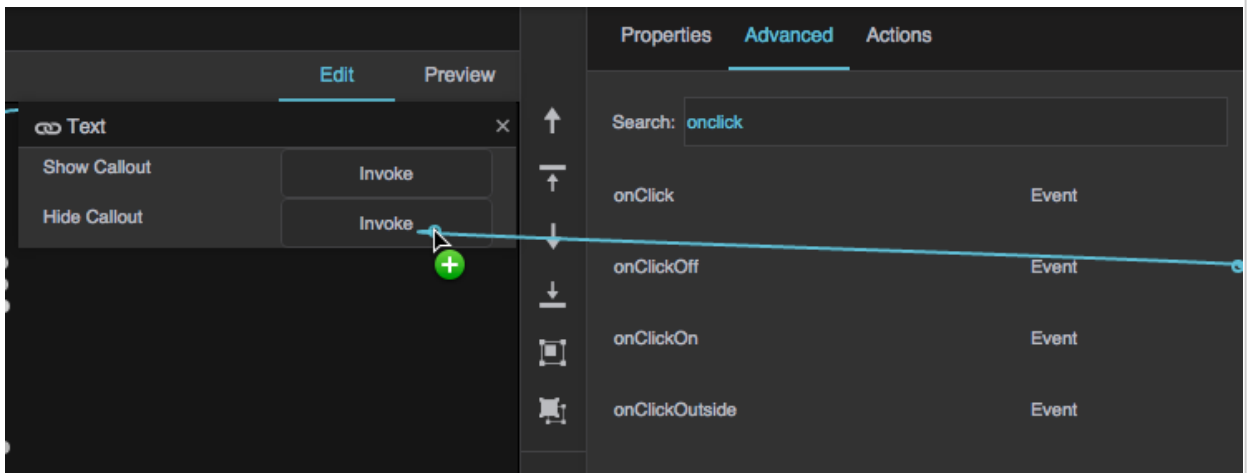 Properties Advanced Actions
Edit Preview
Text
Search: onclick
Show Callout Invoke
onClick Event
Hide Callout Invoke
onClickOff Event
onClickOn Event
onClickOutside Event